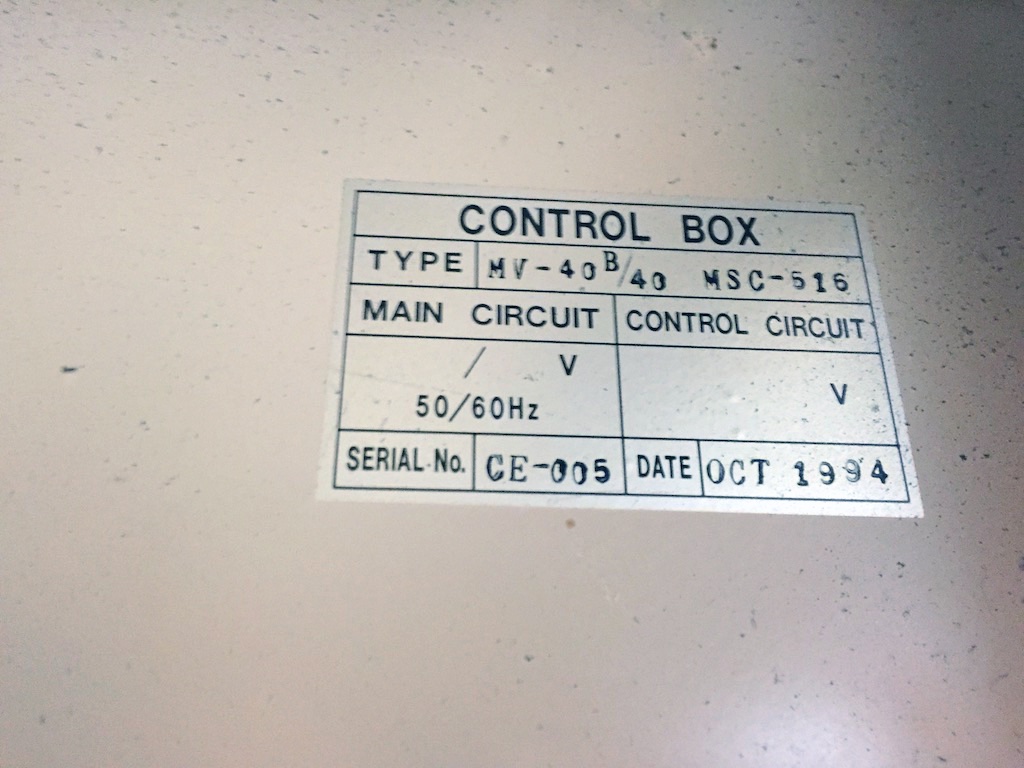 CONTROL BOX
TYPE MV-40B/40 MSC-516
MAIN CIRCUIT CONTROL CIRCUIT
/ V
V
50/60Hz
SERIAL No. CE-005 DATE OCT 1994